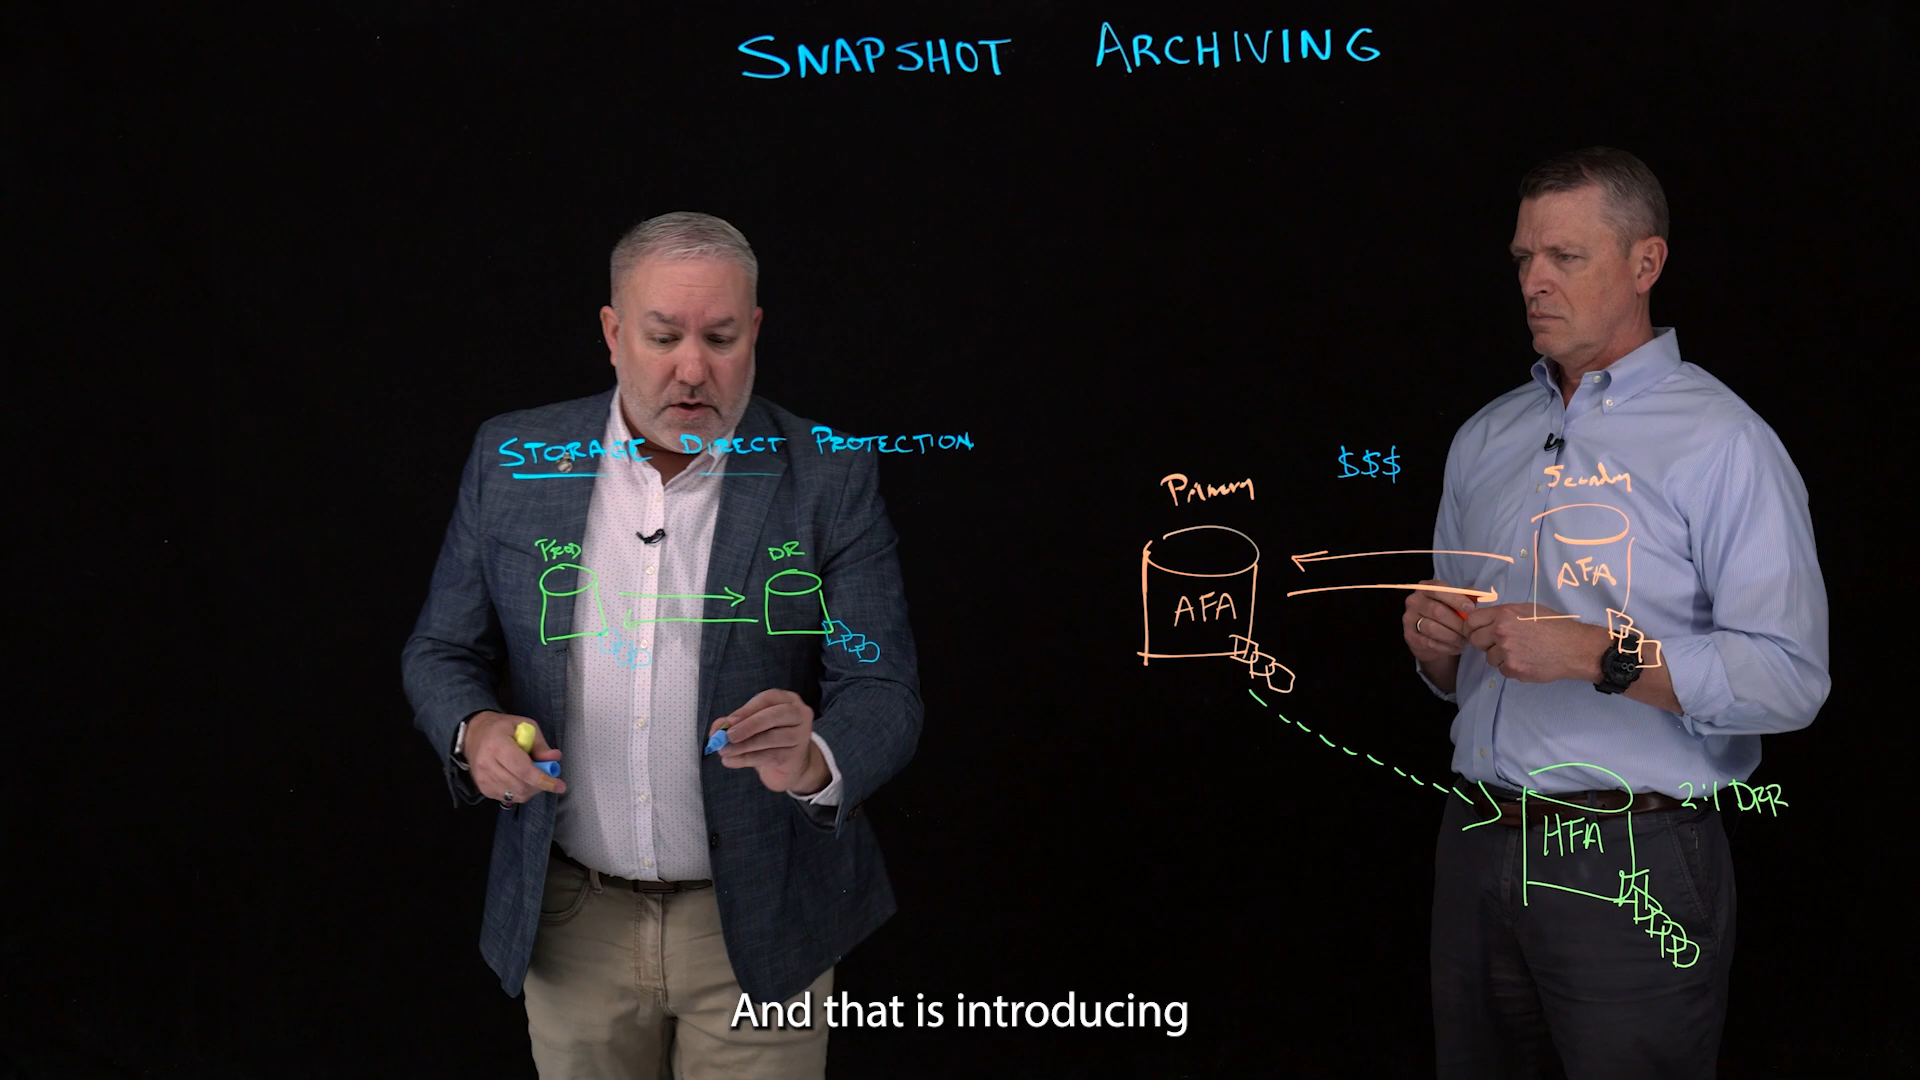 SNAPSHOT ARCHIVING
STORAGE DIRECT PROTECTION
PROD
DR
$$$
Primary
Secondary
AFA
AFA
2:1 DRR
HFA
And that is introducing